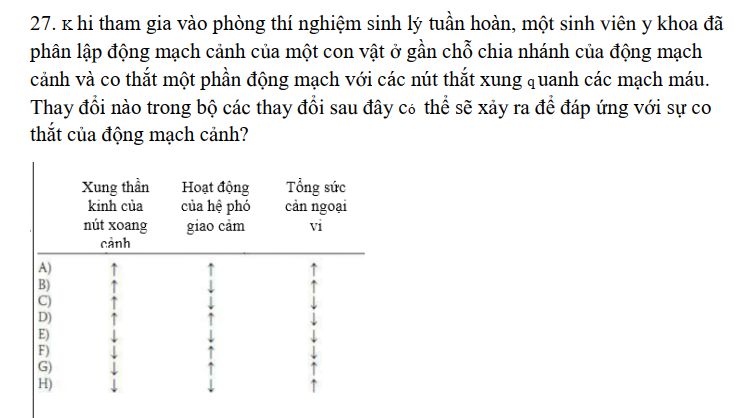 27. K hi tham gia vào phòng thí nghiệm sinh lý tuần hoàn, một sinh viên y khoa đã
phân lập động mạch cảnh của một con vật ở gần chỗ chia nhánh của động mạch
cảnh và co thắt một phần động mạch với các nút thắt xung q uanh các mạch máu.
Thay đổi nào trong bộ các thay đổi sau đây có thể sẽ xảy ra để đáp ứng với sự co
thắt của động mạch cảnh?
Xung thần Hoạt động Tổng sức
kinh của của hệ phó cản ngoại
nút xoang giao cảm vi
cảnh
A) ↑ ↑ ↑
B) ↑ ↓ ↑
C) ↑ ↓ ↓
D) ↑ ↑ ↓
E) ↓ ↓ ↓
F) ↓ ↑ ↓
G) ↓ ↑ ↑
H) ↓ ↓ ↑